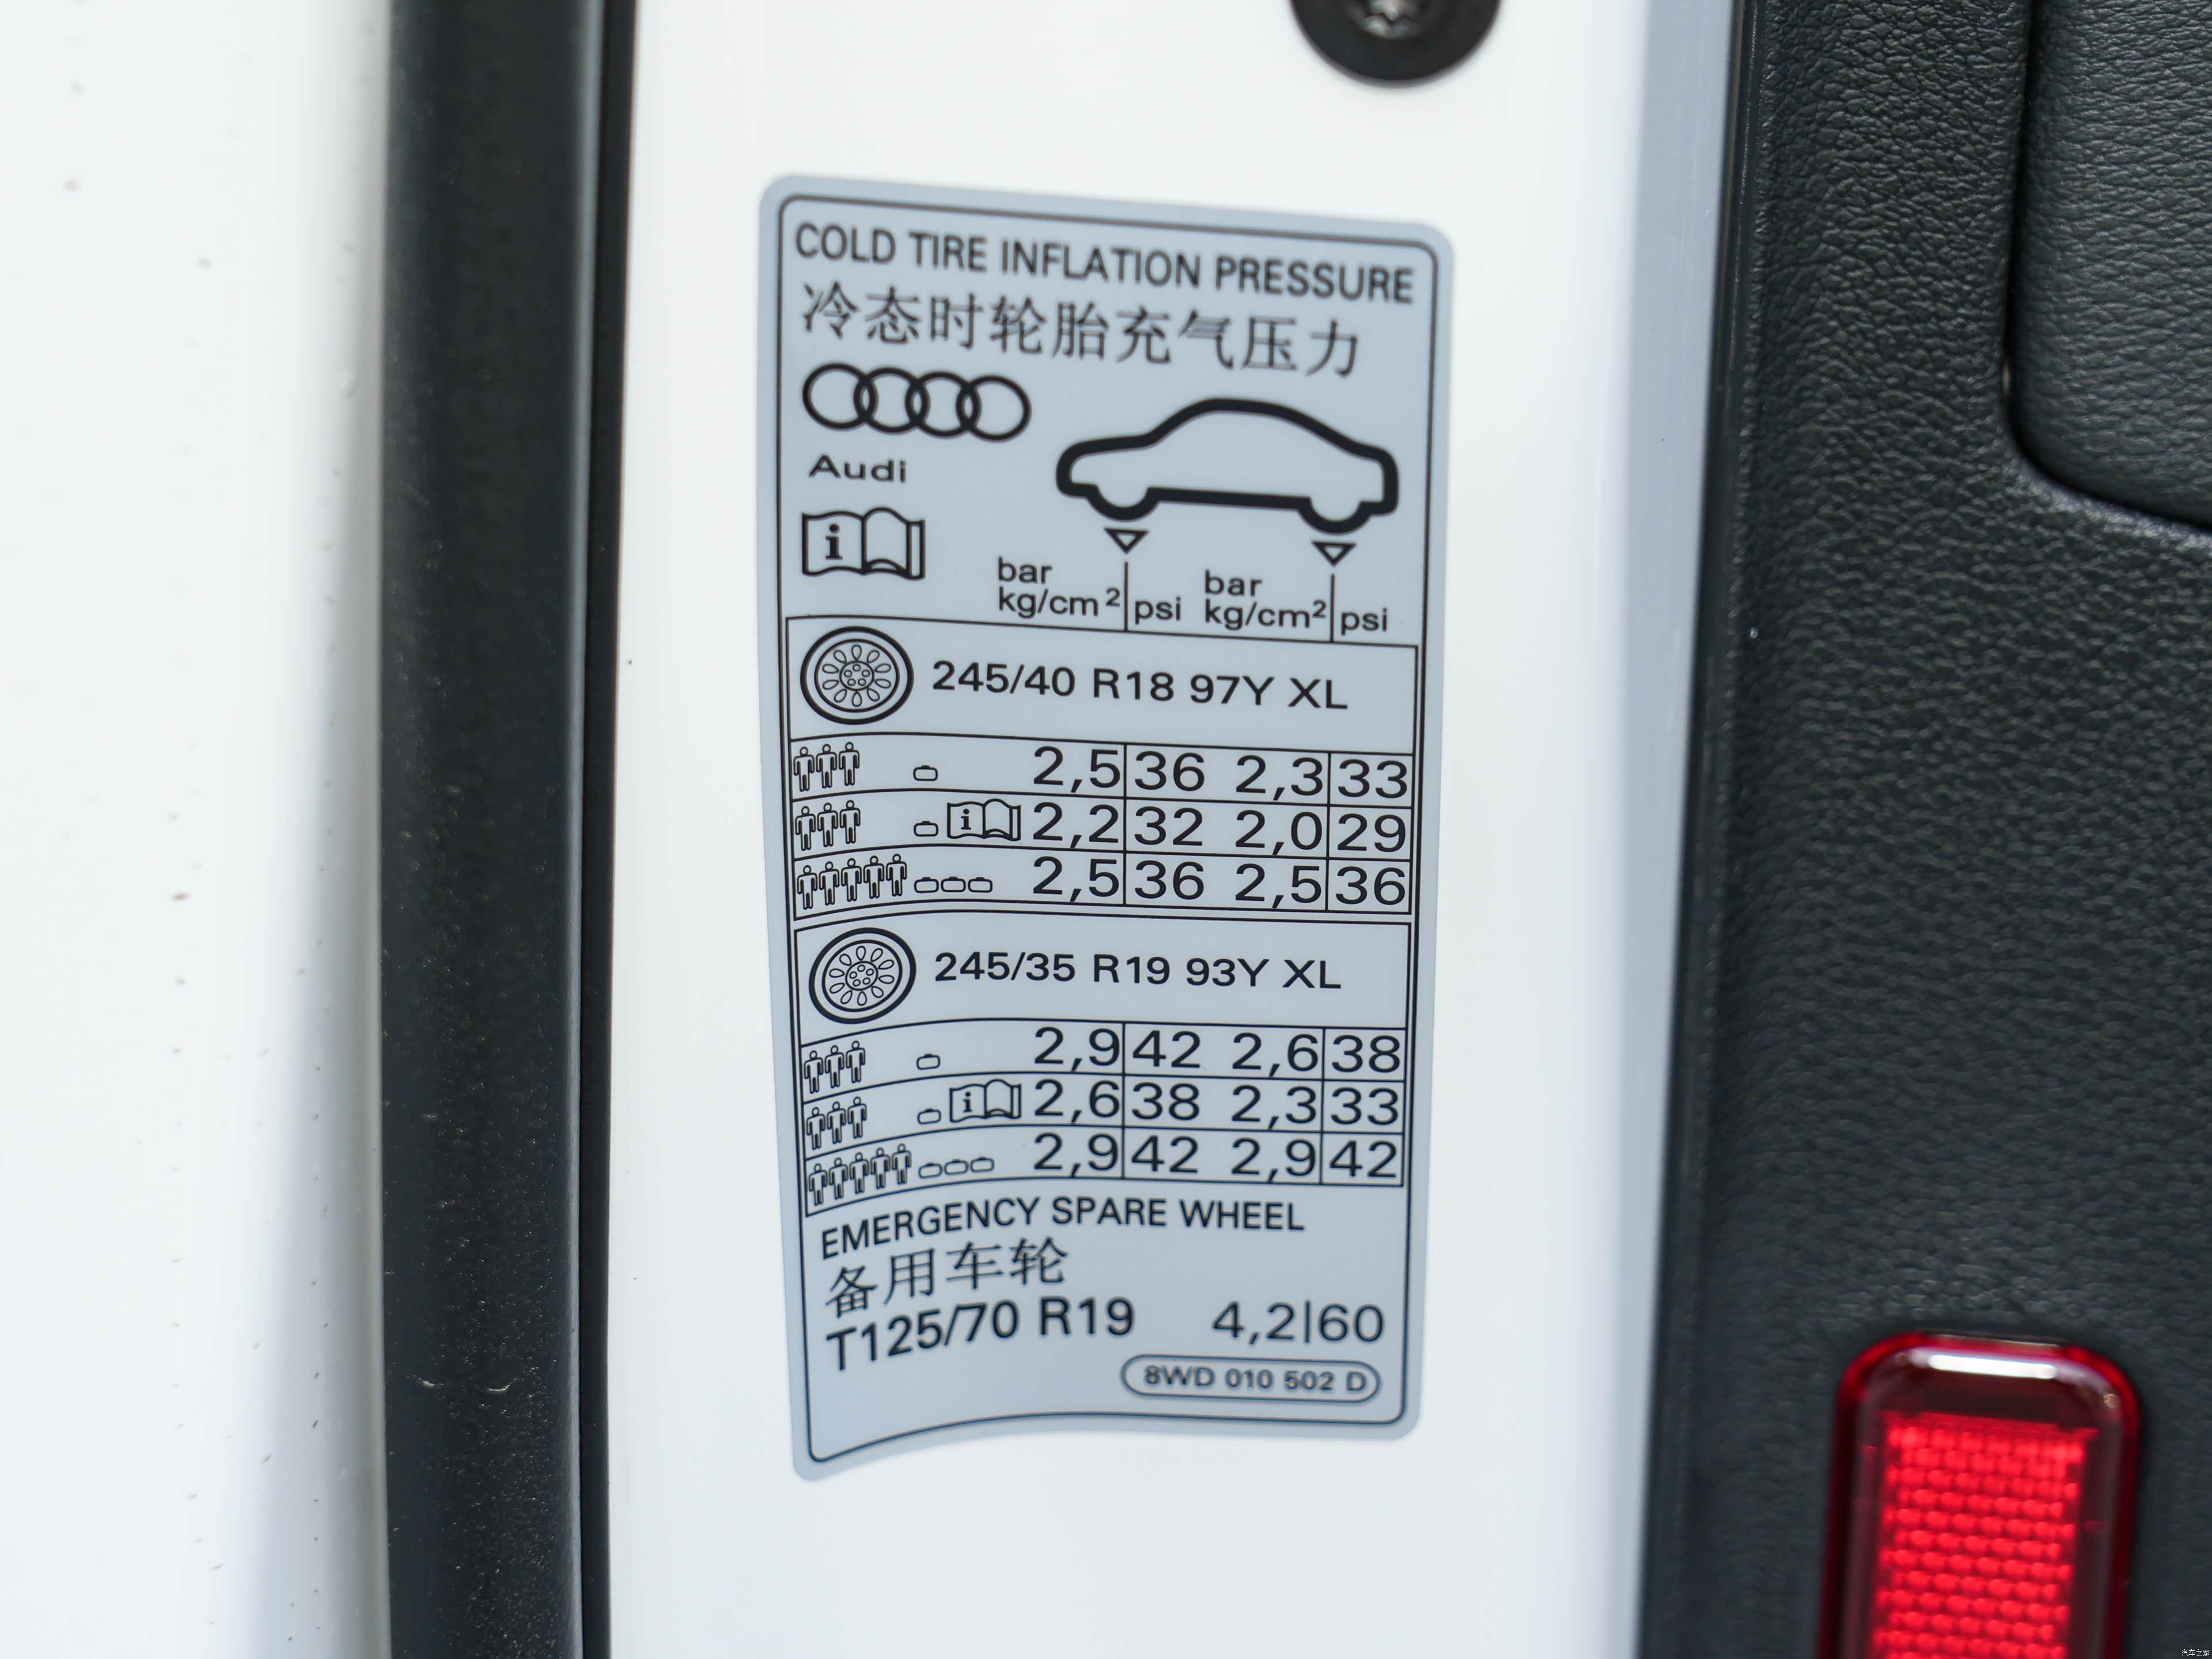 COLD TIRE INFLATION PRESSURE
冷态时轮胎充气压力
Audi
i
bar psi bar psi
kg/cm² kg/cm²
245/40 R18 97Y XL
2,5 36 2,3 33
i 2,2 32 2,0 29
2,5 36 2,5 36
245/35 R19 93Y XL
2,9 42 2,6 38
i 2,6 38 2,3 33
2,9 42 2,9 42
EMERGENCY SPARE WHEEL
备用车轮
T125/70 R19 4,2|60
8WD 010 502 D
汽车之家